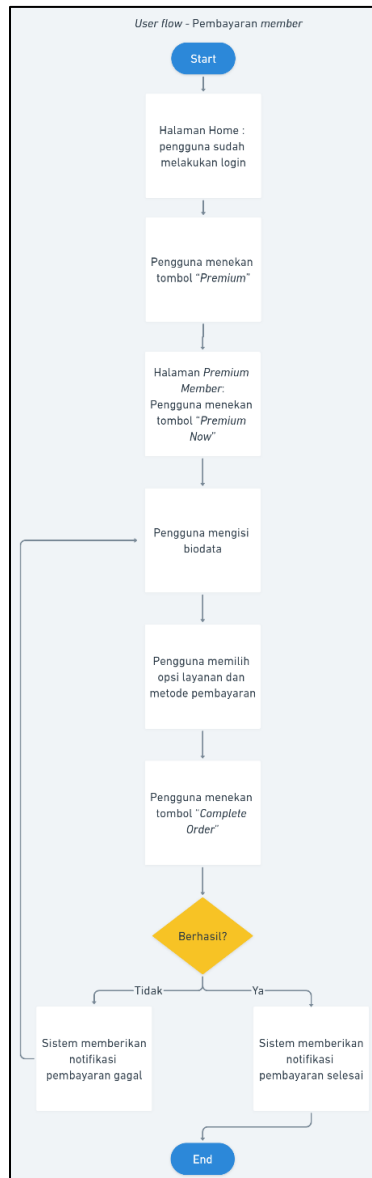 User flow - Pembayaran member
Start
Halaman Home :
pengguna sudah
melakukan login
Pengguna menekan
tombol "Premium"
Halaman Premium
Member:
Pengguna menekan
tombol "Premium
Now"
Pengguna mengisi
biodata
Pengguna memilih
opsi layanan dan
metode pembayaran
Pengguna menekan
tombol "Complete
Order"
Berhasil?
Tidak
Ya
Sistem memberikan
notifikasi
pembayaran gagal
Sistem memberikan
notifikasi
pembayaran selesai
End